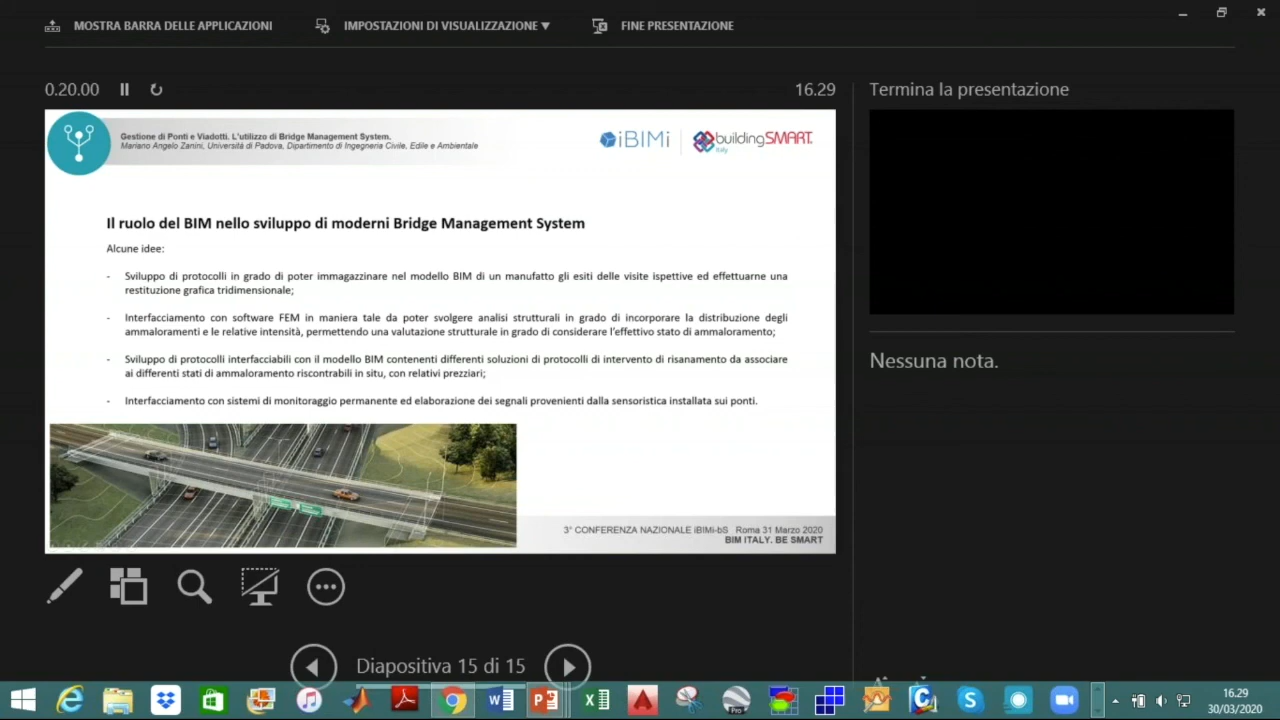 MOSTRA BARRA DELLE APPLICAZIONI
IMPOSTAZIONI DI VISUALIZZAZIONE ▼
FINE PRESENTAZIONE
0.20.00
16.29
Termina la presentazione
Gestione di Ponti e Viadotti. L'utilizzo di Bridge Management System.
Mariano Angelo Zanini, Università di Padova, Dipartimento di Ingegneria Civile, Edile e Ambientale
iBIMi
buildingSMART
Italy
Il ruolo del BIM nello sviluppo di moderni Bridge Management System
Alcune idee:
- Sviluppo di protocolli in grado di poter immagazzinare nel modello BIM di un manufatto gli esiti delle visite ispettive ed effettuarne una
restituzione grafica tridimensionale;
- Interfacciamento con software FEM in maniera tale da poter svolgere analisi strutturali in grado di incorporare la distribuzione degli
ammaloramenti e le relative intensità, permettendo una valutazione strutturale in grado di considerare l'effettivo stato di ammaloramento;
- Sviluppo di protocolli interfacciabili con il modello BIM contenenti differenti soluzioni di protocolli di intervento di risanamento da associare
ai differenti stati di ammaloramento riscontrabili in situ, con relativi prezziari;
- Interfacciamento con sistemi di monitoraggio permanente ed elaborazione dei segnali provenienti dalla sensoristica installata sui ponti.
3° CONFERENZA NAZIONALE iBIMi-bS Roma 31 Marzo 2020
BIM ITALY. BE SMART
Nessuna nota.
Diapositiva 15 di 15
16.29
30/03/2020